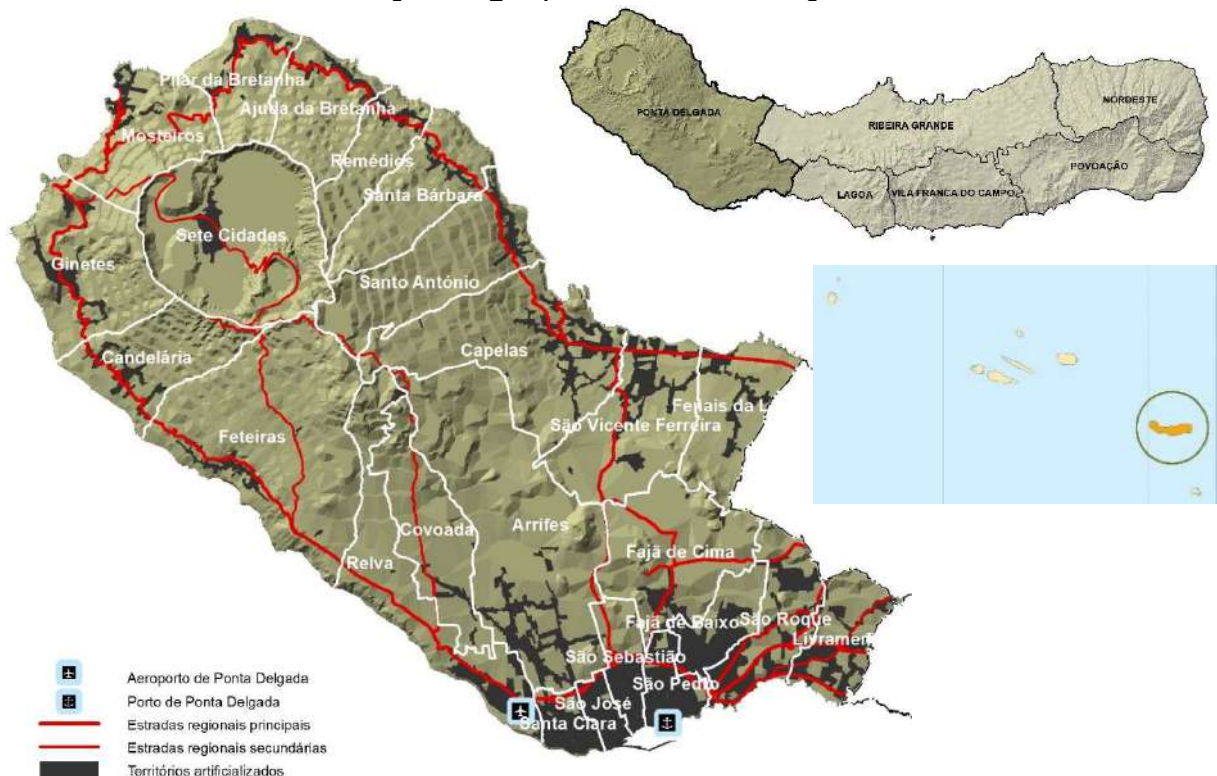 Pilar da Bretanha
Ajuda da Bretanha
Mosteiros
Remédios
Santa Bárbara
Sete Cidades
Ginetes
Santo António
Candelária
Capelas
Fenais da L
São Vicente Ferreira
Feteiras
Covoada
Arrifes
Fajã de Cima
Relva
Fajã de Baixo
São Roque
Livramen
São Sebastião
São Pedro
São José
Santa Clara
PONTA DELGADA
RIBEIRA GRANDE
NORDESTE
POVOAÇÃO
LAGOA
VILA FRANCA DO CAMPO
Aeroporto de Ponta Delgada
Porto de Ponta Delgada
Estradas regionais principais
Estradas regionais secundárias
Territórios artificializados